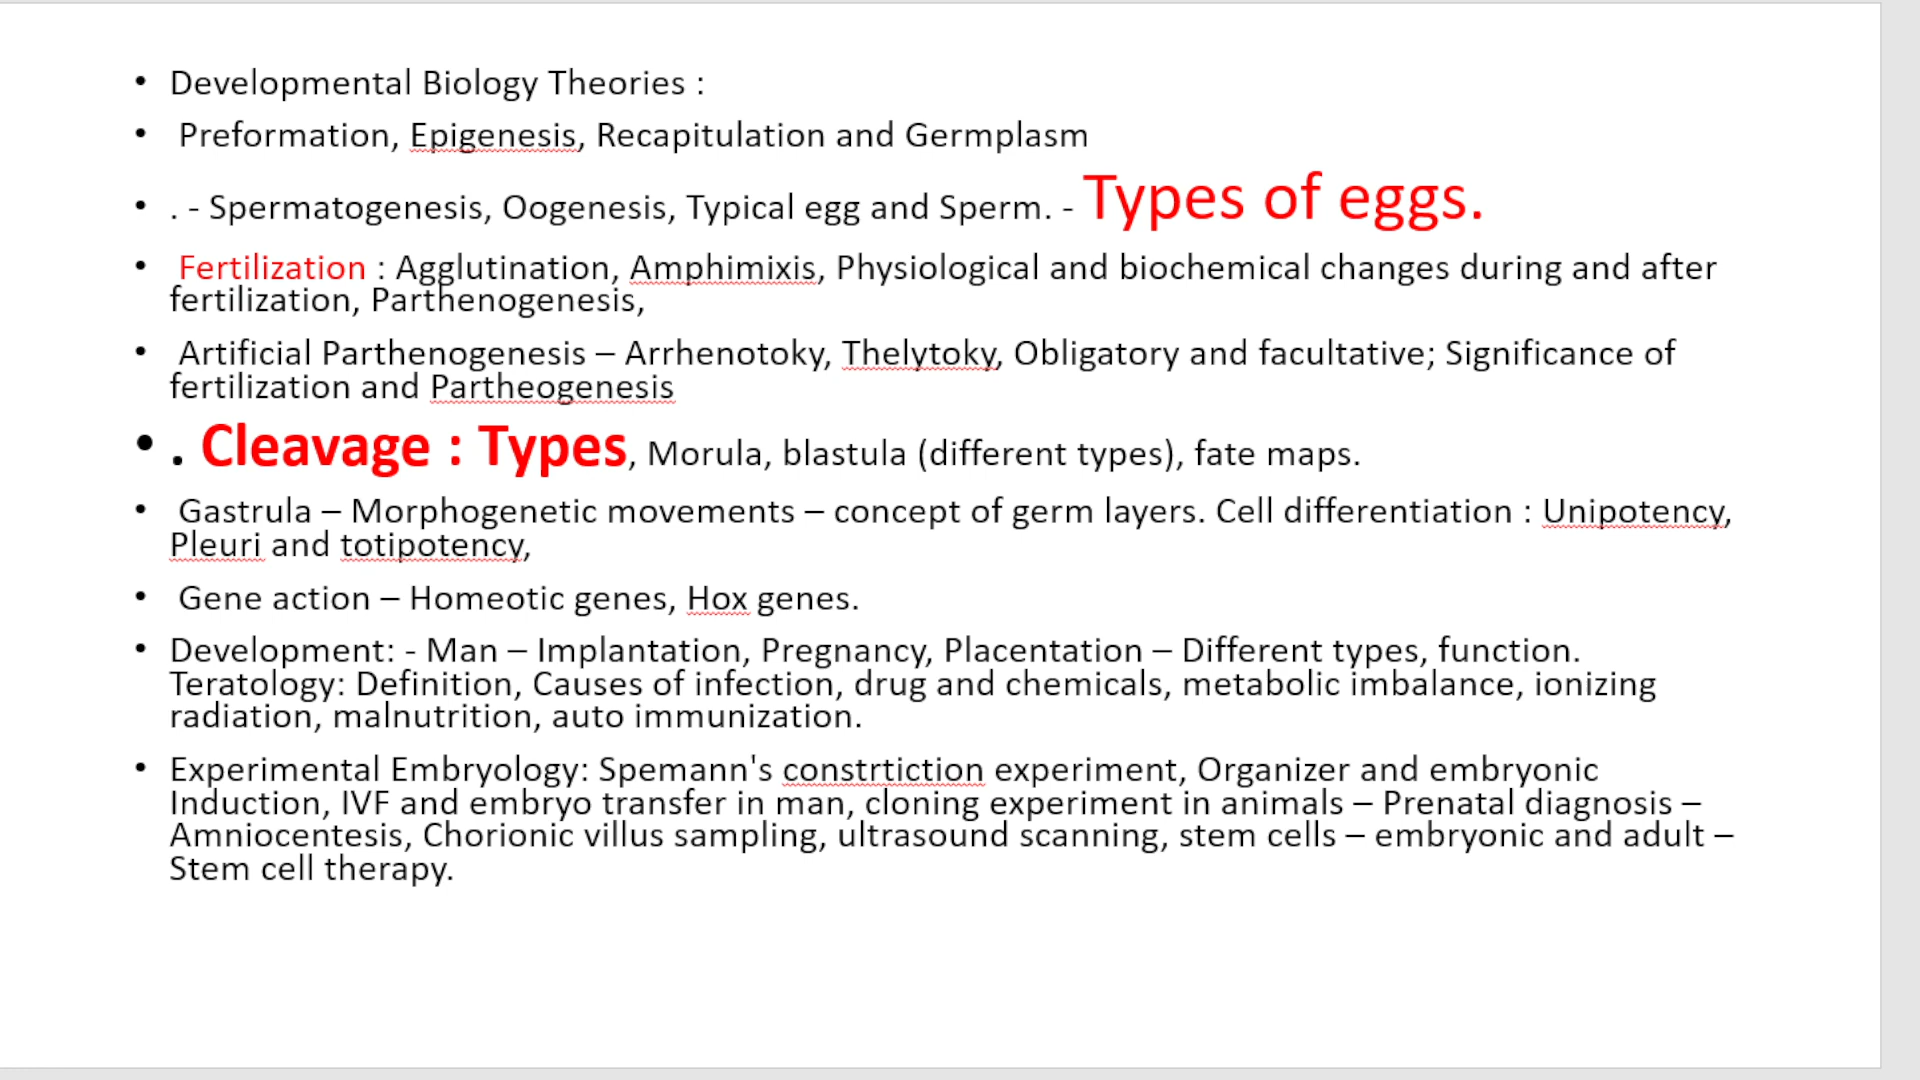 • Developmental Biology Theories :
• Preformation, Epigenesis, Recapitulation and Germplasm
• . - Spermatogenesis, Oogenesis, Typical egg and Sperm. - Types of eggs.
• Fertilization : Agglutination, Amphimixis, Physiological and biochemical changes during and after
fertilization, Parthenogenesis,
• Artificial Parthenogenesis – Arrhenotoky, Thelytoky, Obligatory and facultative; Significance of
fertilization and Partheogenesis
• . Cleavage : Types, Morula, blastula (different types), fate maps.
• Gastrula – Morphogenetic movements – concept of germ layers. Cell differentiation : Unipotency,
Pleuri and totipotency,
• Gene action – Homeotic genes, Hox genes.
• Development: - Man – Implantation, Pregnancy, Placentation – Different types, function.
Teratology: Definition, Causes of infection, drug and chemicals, metabolic imbalance, ionizing
radiation, malnutrition, auto immunization.
• Experimental Embryology: Spemann's constrtiction experiment, Organizer and embryonic
Induction, IVF and embryo transfer in man, cloning experiment in animals – Prenatal diagnosis –
Amniocentesis, Chorionic villus sampling, ultrasound scanning, stem cells – embryonic and adult –
Stem cell therapy.